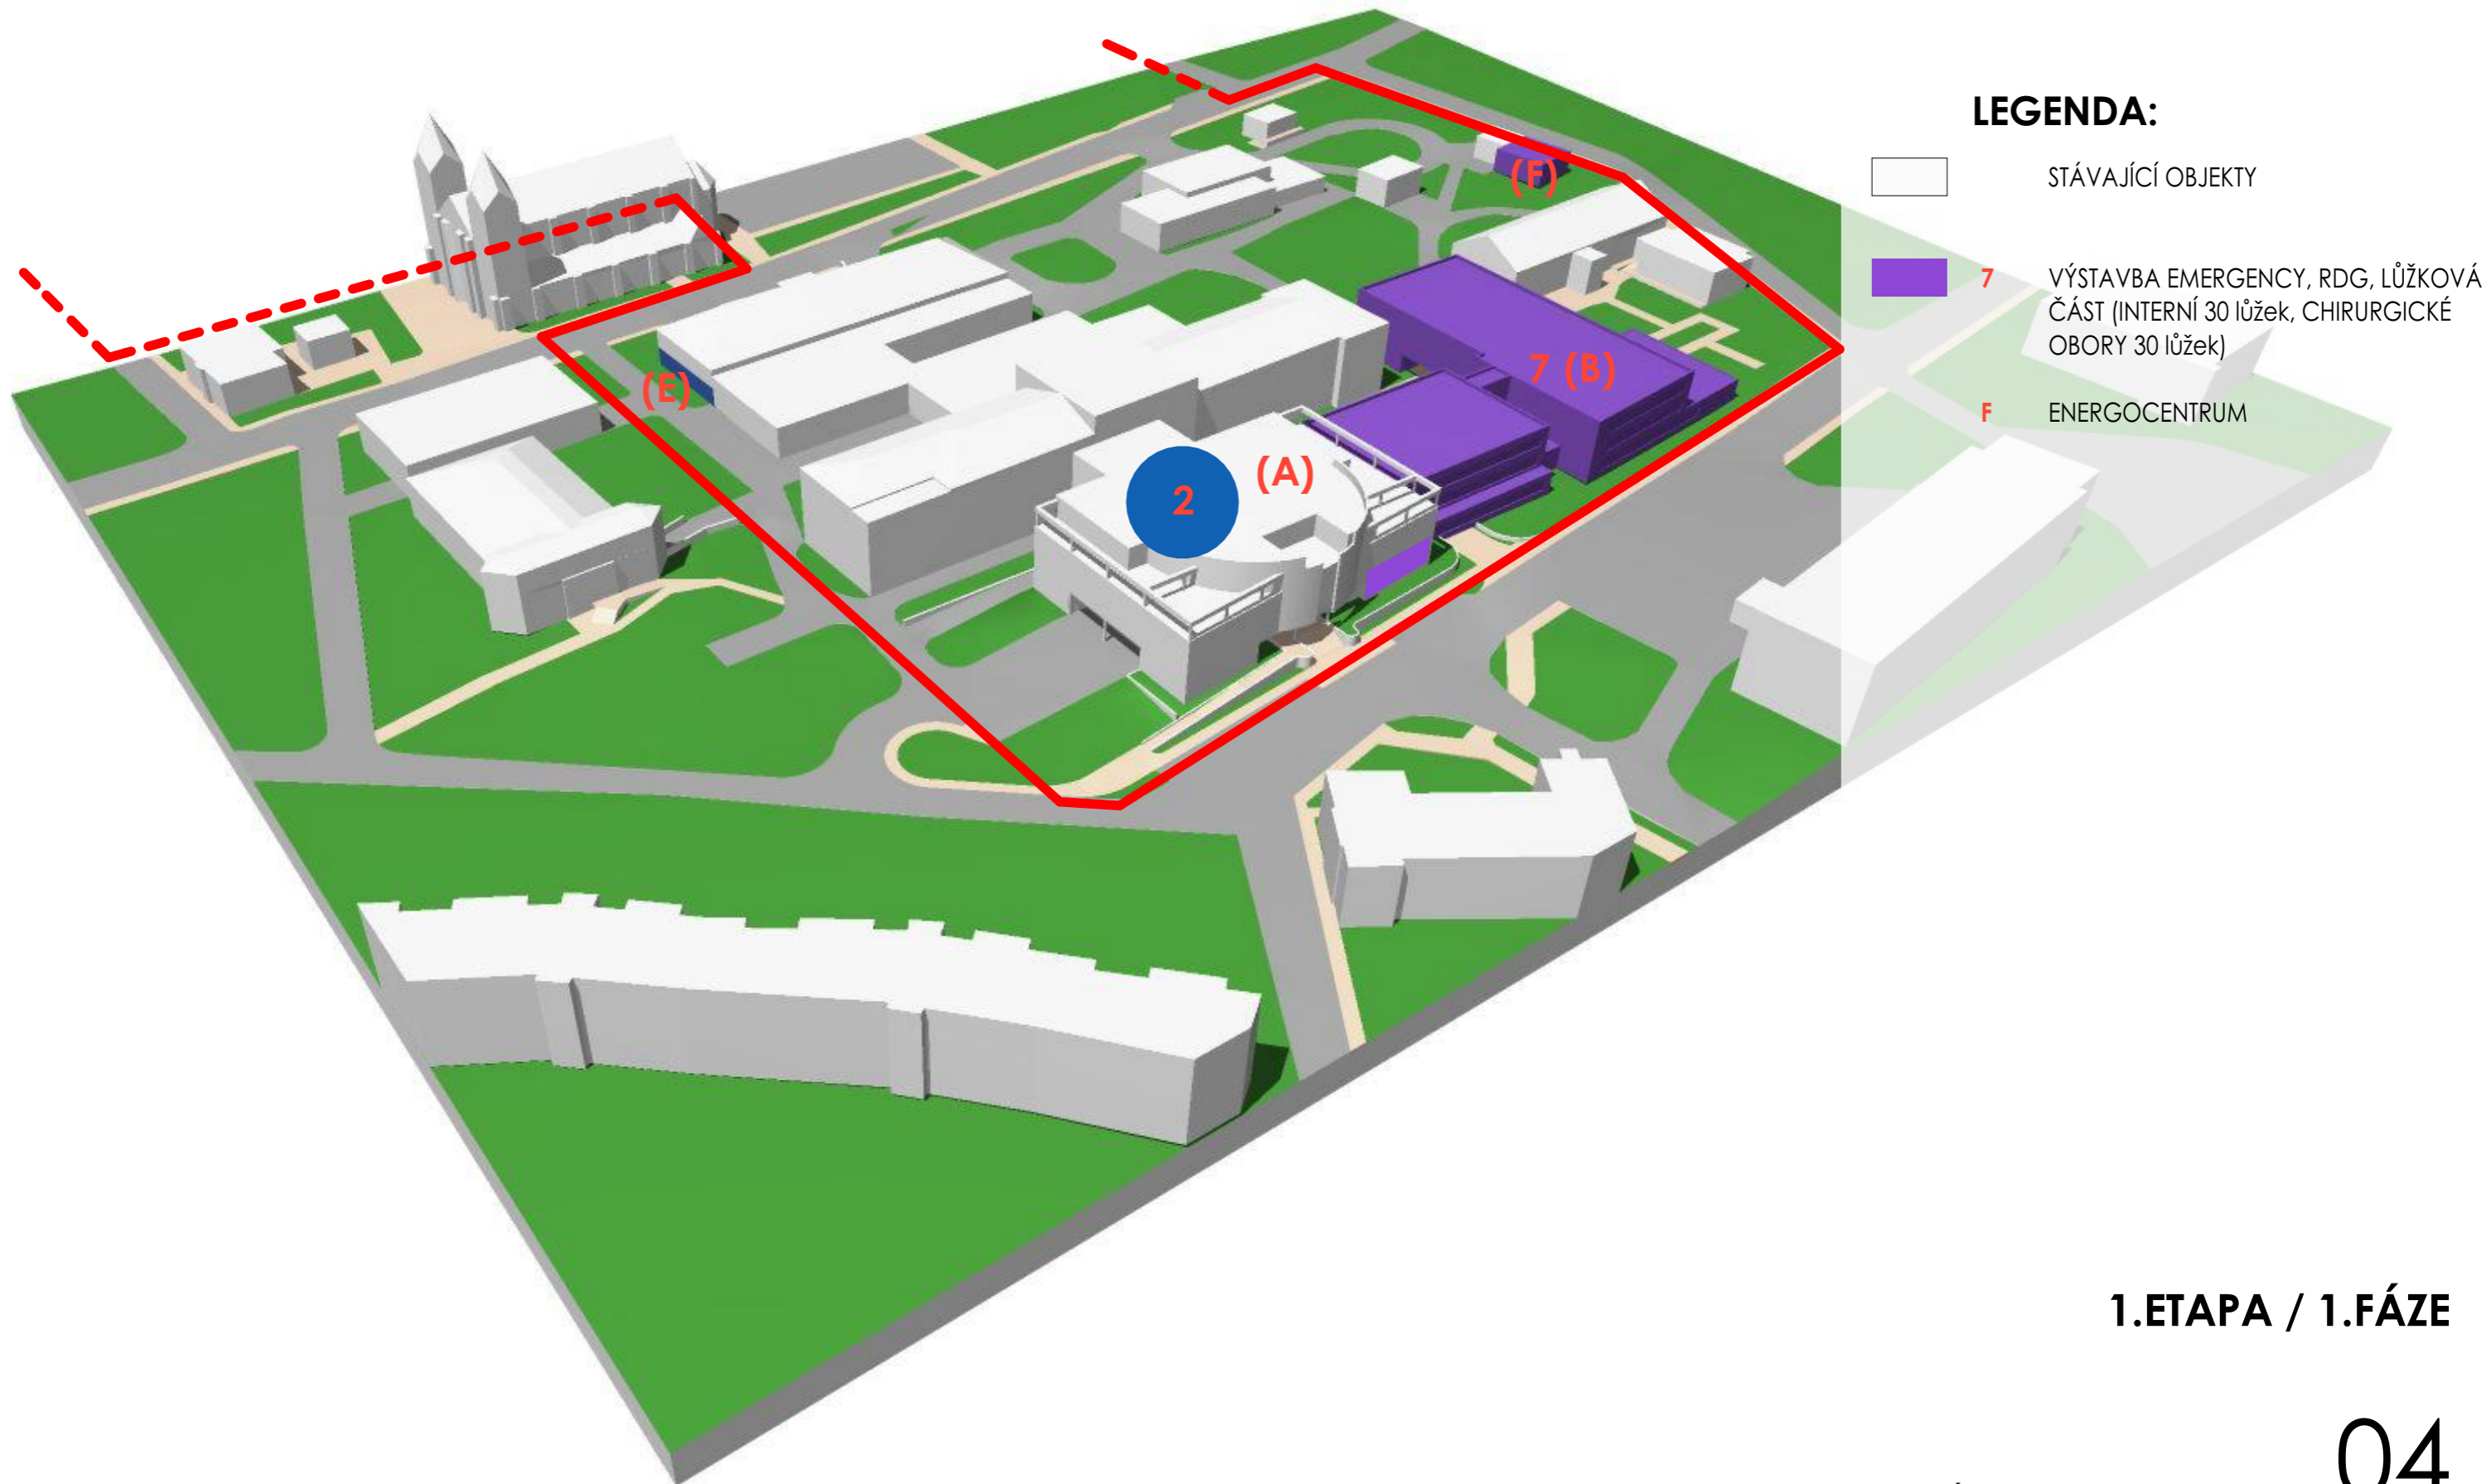 LEGENDA:
STÁVAJÍCÍ OBJEKTY
7 VÝSTAVBA EMERGENCY, RDG, LŮŽKOVÁ
ČÁST (INTERNÍ 30 lůžek, CHIRURGICKÉ
OBORY 30 lůžek)
F ENERGOCENTRUM
(F)
7 (B)
(E)
(A)
2
1.ETAPA / 1.FÁZE
04